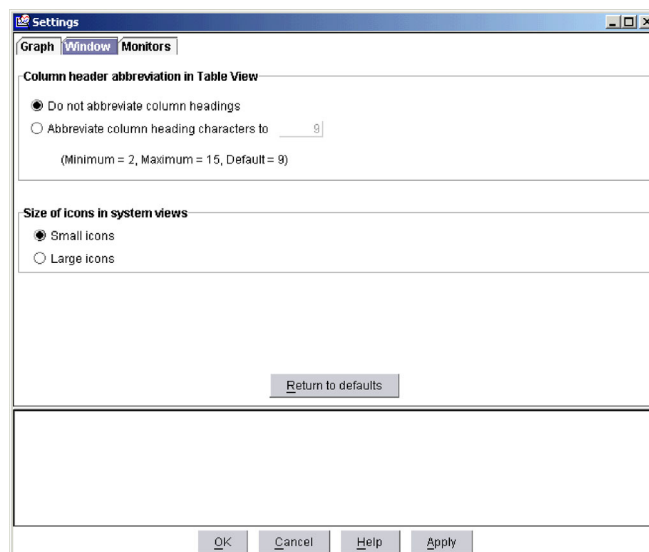 Settings
Graph Window Monitors
Column header abbreviation in Table View
Do not abbreviate column headings
Abbreviate column heading characters to 9
(Minimum = 2, Maximum = 15, Default = 9)
Size of icons in system views
Small icons
Large icons
Return to defaults
OK Cancel Help Apply